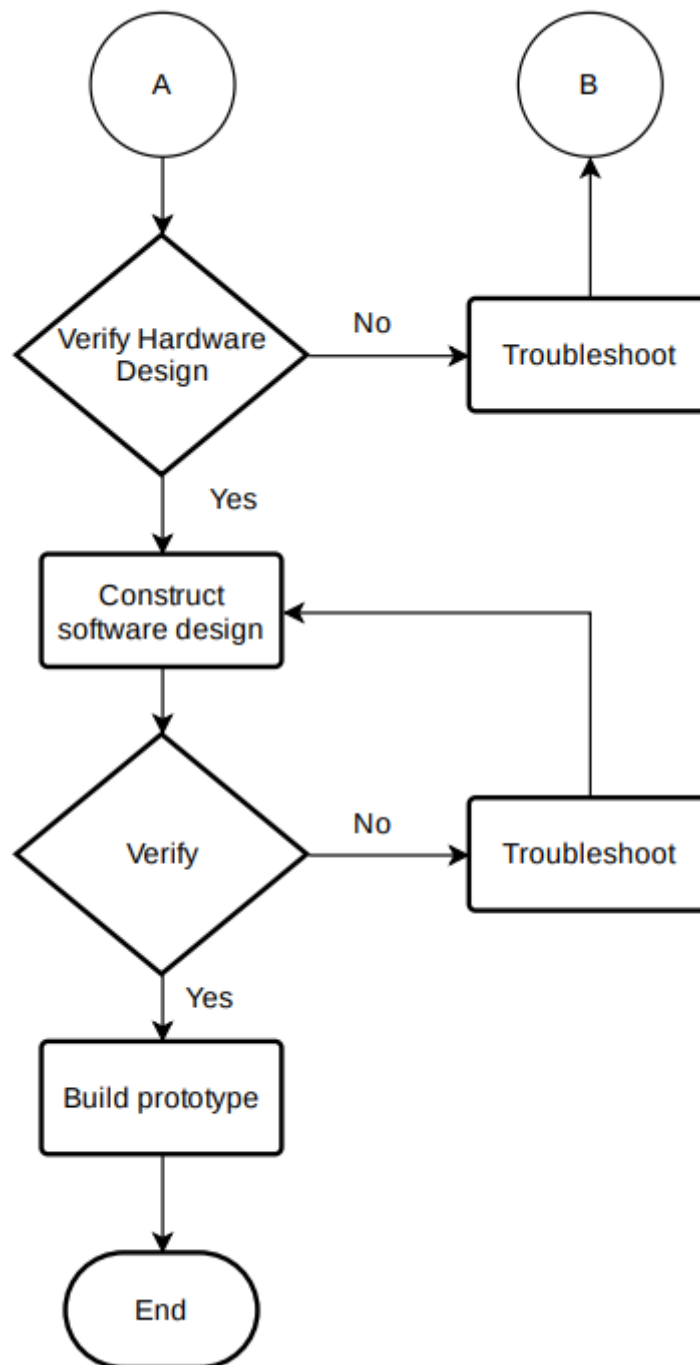 A
B
Verify Hardware
Design
No
Troubleshoot
Yes
Construct
software design
Verify
No
Troubleshoot
Yes
Build prototype
End